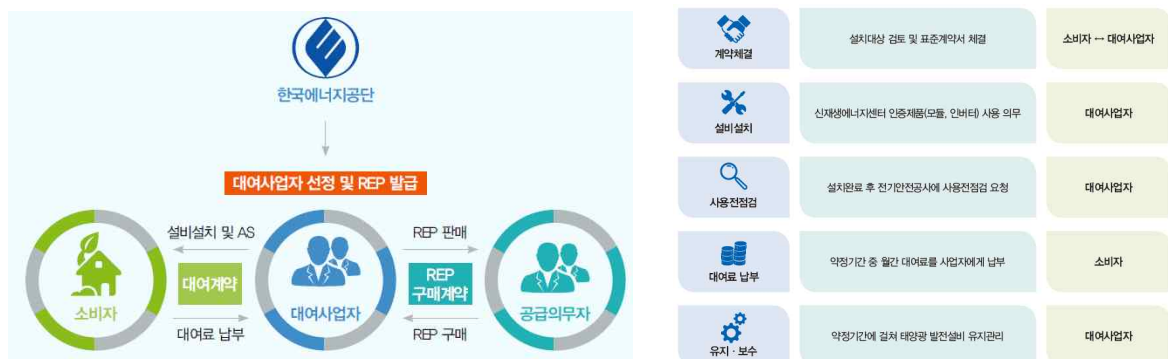 한국에너지공단
대여사업자 선정 및 REP 발급
설비설치 및 AS
REP 판매
대여계약
REP
구매계약
소비자
대여사업자
공급의무자
대여료 납부
REP 구매
계약체결
설치대상 검토 및 표준계약서 체결
소비자 ↔ 대여사업자
설비설치
신재생에너지센터 인증제품(모듈, 인버터) 사용 의무
대여사업자
사용전점검
설치완료 후 전기안전공사에 사용전점검 요청
대여사업자
대여료 납부
약정기간 중 월간 대여료를 사업자에게 납부
소비자
유지 · 보수
약정기간에 걸쳐 태양광 발전설비 유지관리
대여사업자